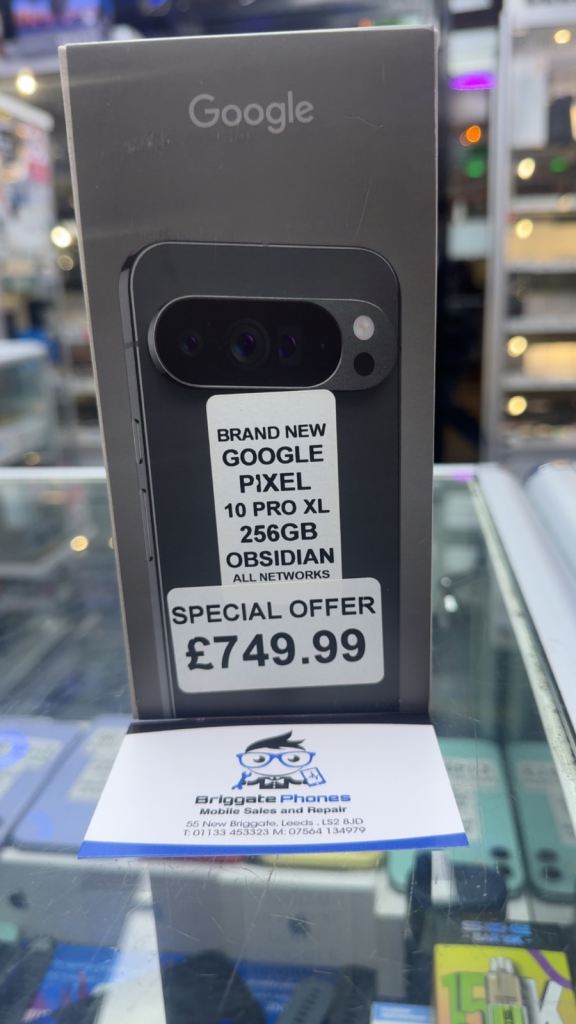 Google
BRAND NEW
GOOGLE
PIXEL
10 PRO XL
256GB
OBSIDIAN
ALL NETWORKS
SPECIAL OFFER
£749.99
Briggate Phones
Mobile Sales and Repair
55 New Briggate, Leeds , LS2 8JD
T: 01133 453323 M: 07564 134979